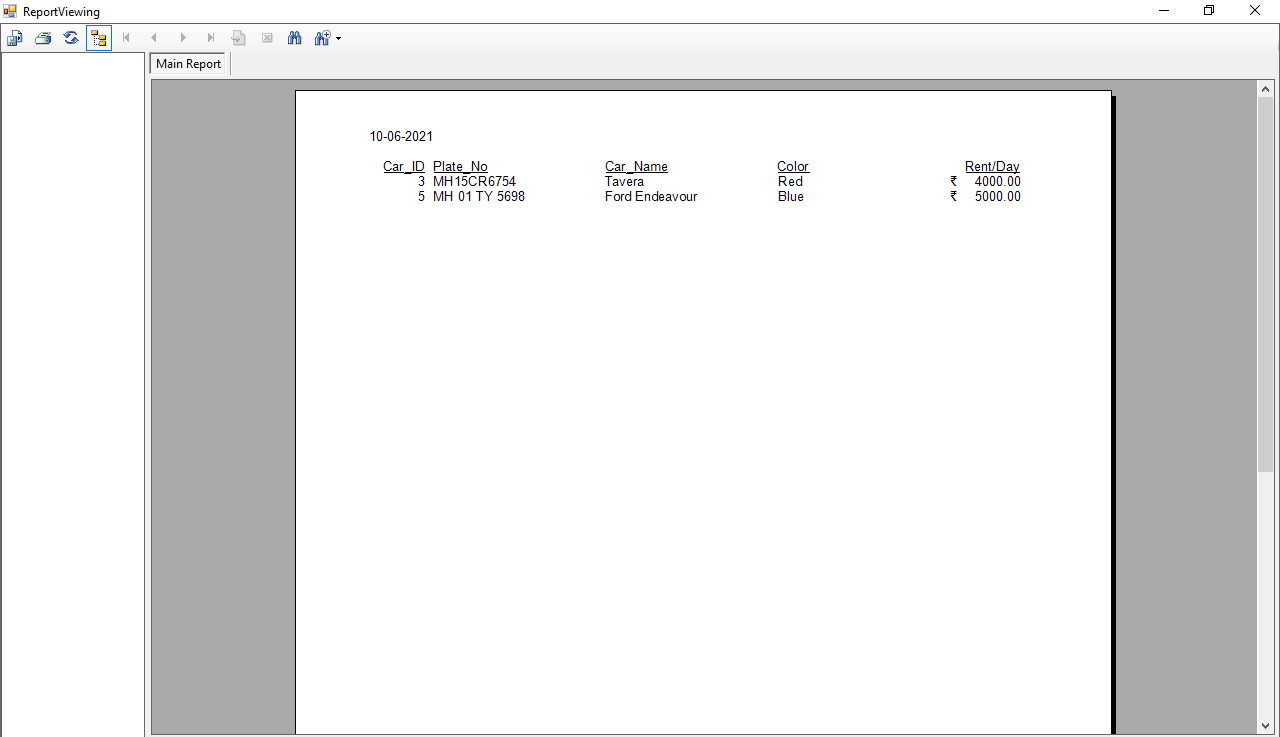 ReportViewing
Main Report
10-06-2021
Car_ID Plate_No Car_Name Color Rent/Day
3 MH15CR6754 Tavera Red ₹ 4000.00
5 MH 01 TY 5698 Ford Endeavour Blue ₹ 5000.00